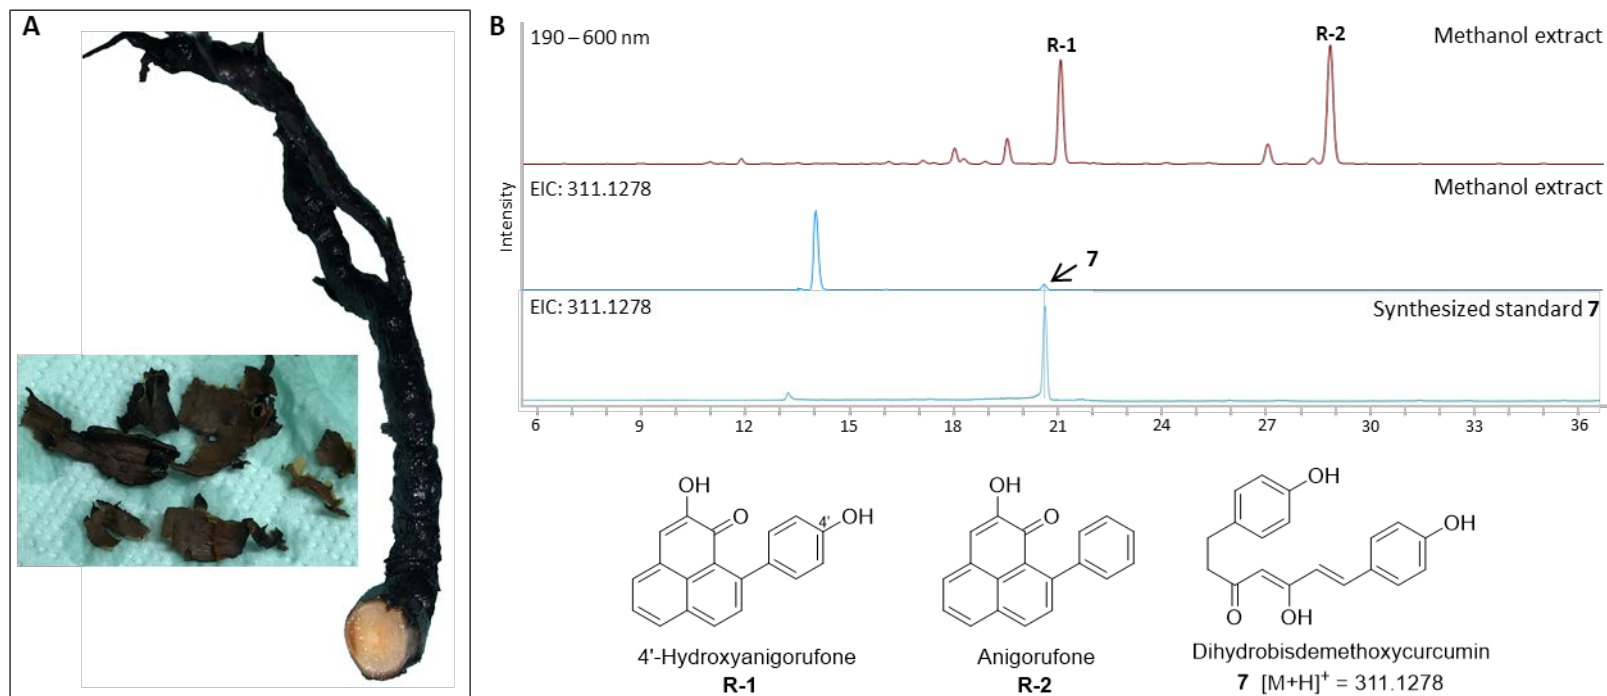 A
B
190 – 600 nm
R-1
R-2
Methanol extract
EIC: 311.1278
Methanol extract
7
EIC: 311.1278
Synthesized standard 7
Intensity
6 9 12 15 18 21 24 27 30 33 36
OH
O
4'
OH
4'-Hydroxyanigorufone
R-1
OH
O
Anigorufone
R-2
OH
OH
O
OH
Dihydrobisdemethoxycurcumin
7 [M+H]⁺ = 311.1278